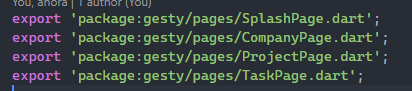 You, ahora | 1 author (You)
export 'package:gesty/pages/SplashPage.dart';
export 'package:gesty/pages/CompanyPage.dart';
export 'package:gesty/pages/ProjectPage.dart';
export 'package:gesty/pages/TaskPage.dart';